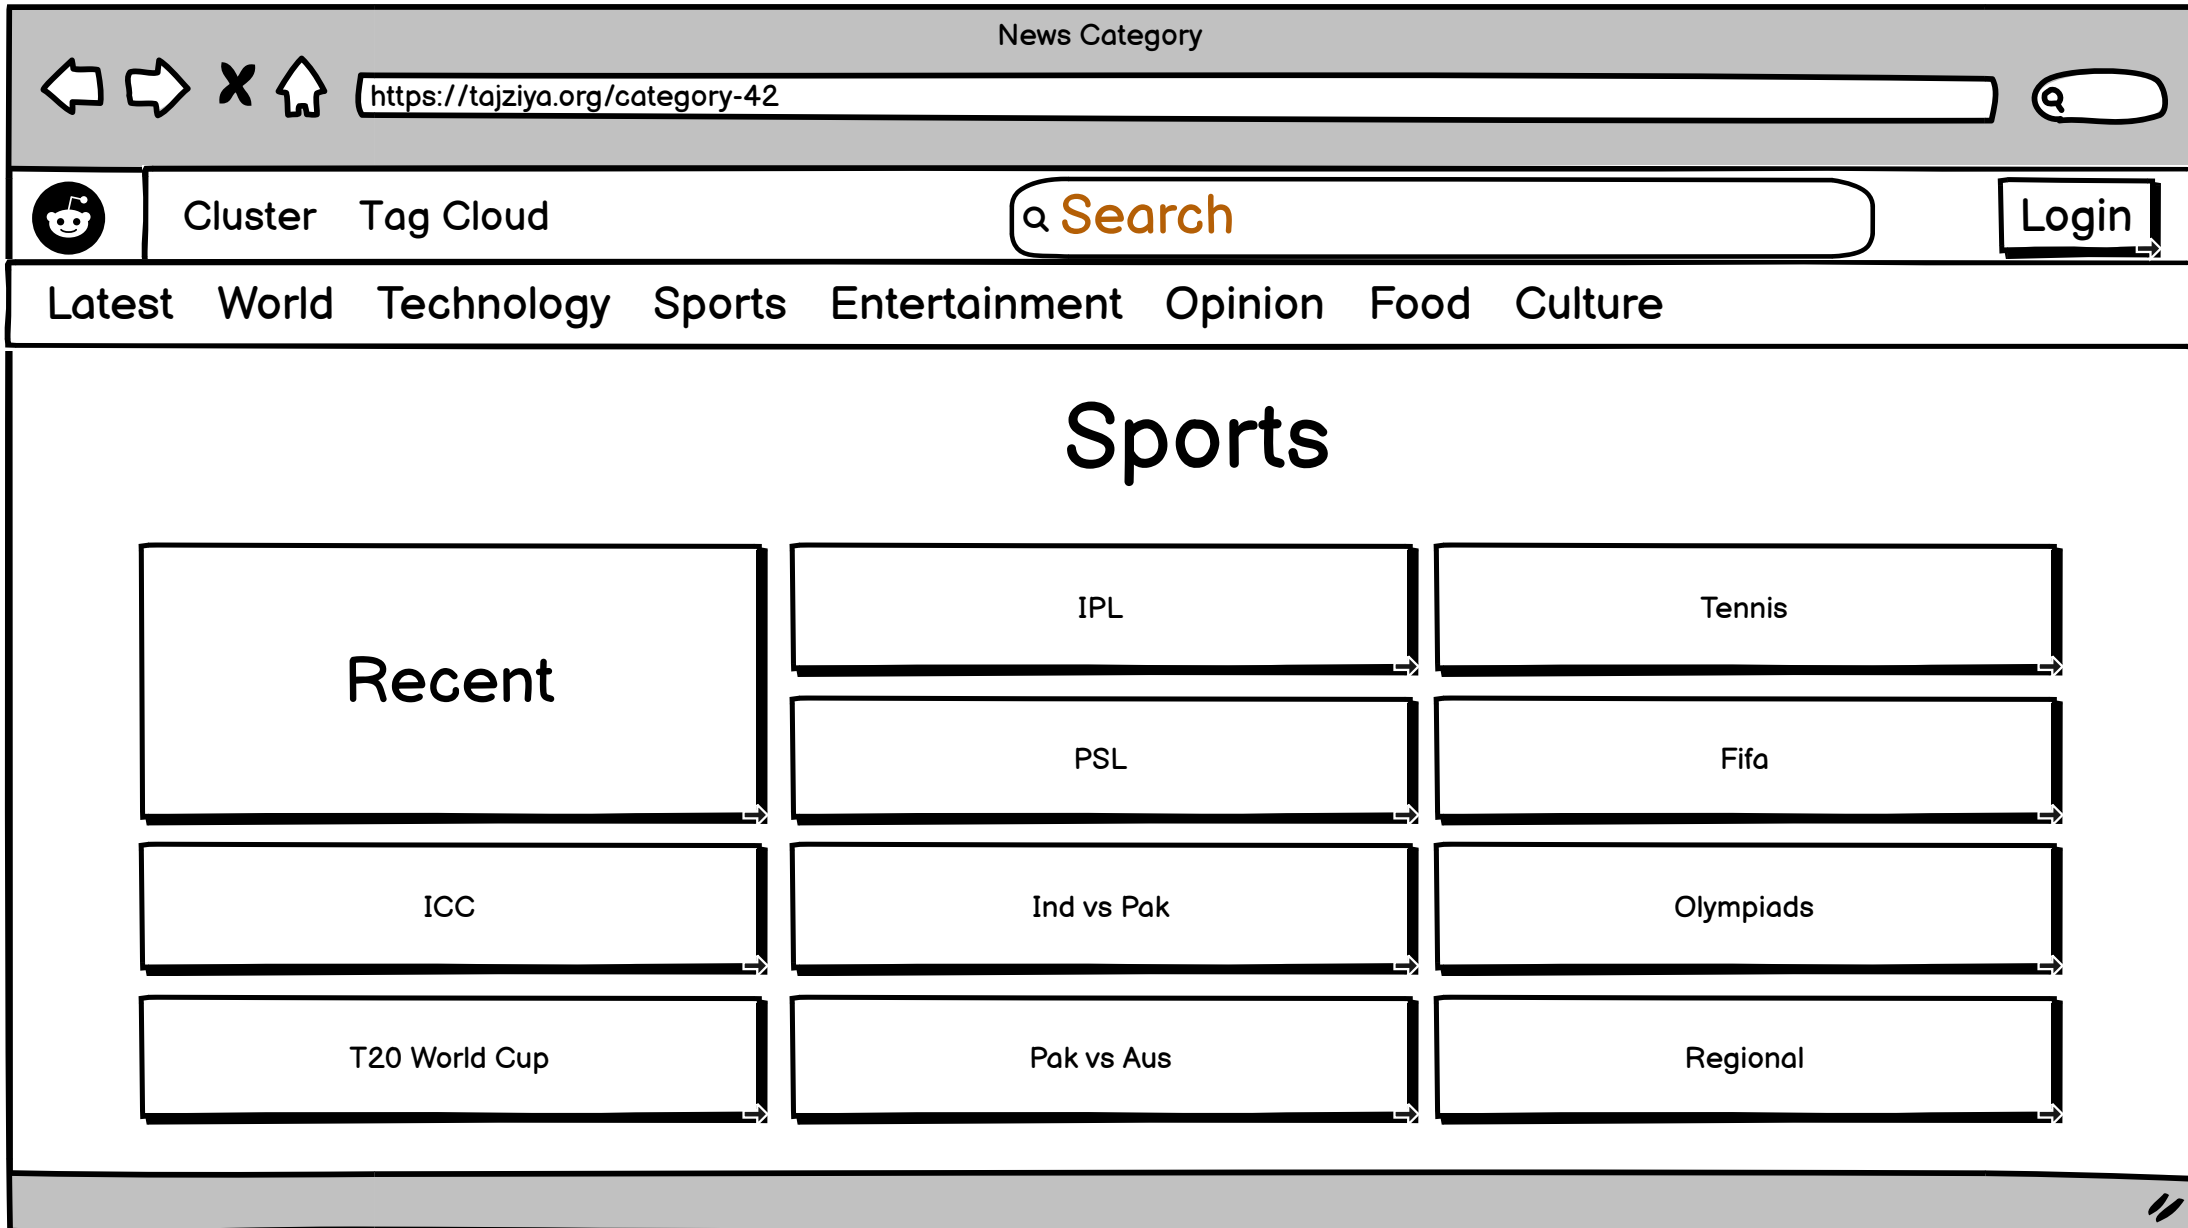 News Category
https://tajziya.org/category-42
Cluster Tag Cloud Search Login
Latest World Technology Sports Entertainment Opinion Food Culture
Sports
Recent
IPL
Tennis
PSL
Fifa
ICC
Ind vs Pak
Olympiads
T20 World Cup
Pak vs Aus
Regional